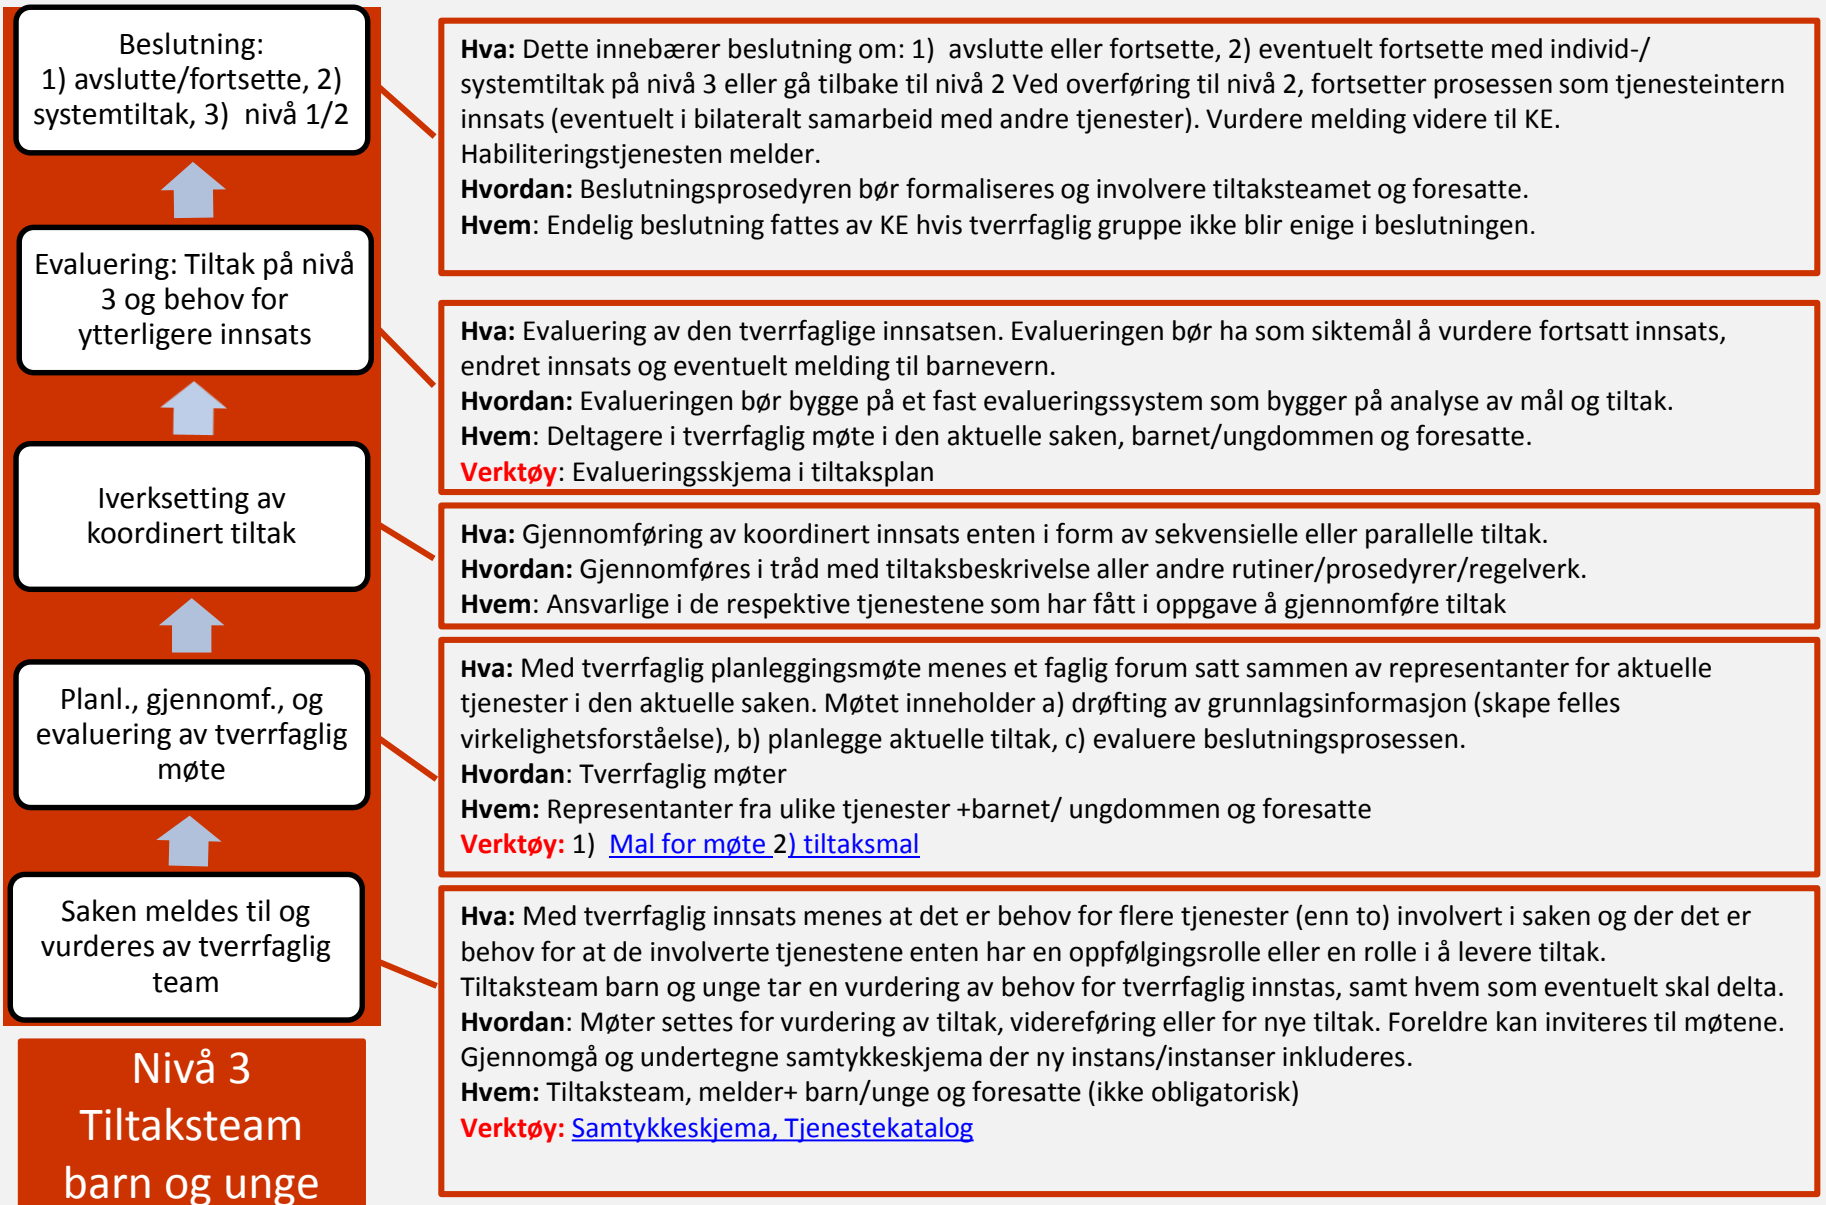 Beslutning:
1) avslutte/fortsette, 2)
systemtiltak, 3) nivå 1/2
Hva: Dette innebærer beslutning om: 1) avslutte eller fortsette, 2) eventuelt fortsette med individ-/
systemtiltak på nivå 3 eller gå tilbake til nivå 2 Ved overføring til nivå 2, fortsetter prosessen som tjenesteintern
innsats (eventuelt i bilateralt samarbeid med andre tjenester). Vurdere melding videre til KE.
Habiliteringstjenesten melder.
Hvordan: Beslutningsprosedyren bør formaliseres og involvere tiltaksteamet og foresatte.
Hvem: Endelig beslutning fattes av KE hvis tverrfaglig gruppe ikke blir enige i beslutningen.
Evaluering: Tiltak på nivå
3 og behov for
ytterligere innsats
Hva: Evaluering av den tverrfaglige innsatsen. Evalueringen bør ha som siktemål å vurdere fortsatt innsats,
endret innsats og eventuelt melding til barnevern.
Hvordan: Evalueringen bør bygge på et fast evalueringssystem som bygger på analyse av mål og tiltak.
Hvem: Deltagere i tverrfaglig møte i den aktuelle saken, barnet/ungdommen og foresatte.
Verktøy: Evalueringsskjema i tiltaksplan
Iverksetting av
koordinert tiltak
Hva: Gjennomføring av koordinert innsats enten i form av sekvensielle eller parallelle tiltak.
Hvordan: Gjennomføres i tråd med tiltaksbeskrivelse aller andre rutiner/prosedyrer/regelverk.
Hvem: Ansvarlige i de respektive tjenestene som har fått i oppgave å gjennomføre tiltak
Planl., gjennomf., og
evaluering av tverrfaglig
møte
Hva: Med tverrfaglig planleggingsmøte menes et faglig forum satt sammen av representanter for aktuelle
tjenester i den aktuelle saken. Møtet inneholder a) drøfting av grunnlagsinformasjon (skape felles
virkelighetsforståelse), b) planlegge aktuelle tiltak, c) evaluere beslutningsprosessen.
Hvordan: Tverrfaglig møter
Hvem: Representanter fra ulike tjenester +barnet/ ungdommen og foresatte
Verktøy: 1) Mal for møte 2) tiltaksmal
Saken meldes til og
vurderes av tverrfaglig
team
Hva: Med tverrfaglig innsats menes at det er behov for flere tjenester (enn to) involvert i saken og der det er
behov for at de involverte tjenestene enten har en oppfølgingsrolle eller en rolle i å levere tiltak.
Tiltaksteam barn og unge tar en vurdering av behov for tverrfaglig innstas, samt hvem som eventuelt skal delta.
Hvordan: Møter settes for vurdering av tiltak, videreføring eller for nye tiltak. Foreldre kan inviteres til møtene.
Gjennomgå og undertegne samtykkeskjema der ny instans/instanser inkluderes.
Hvem: Tiltaksteam, melder+ barn/unge og foresatte (ikke obligatorisk)
Verktøy: Samtykkeskjema, Tjenestekatalog
Nivå 3
Tiltaksteam
barn og unge